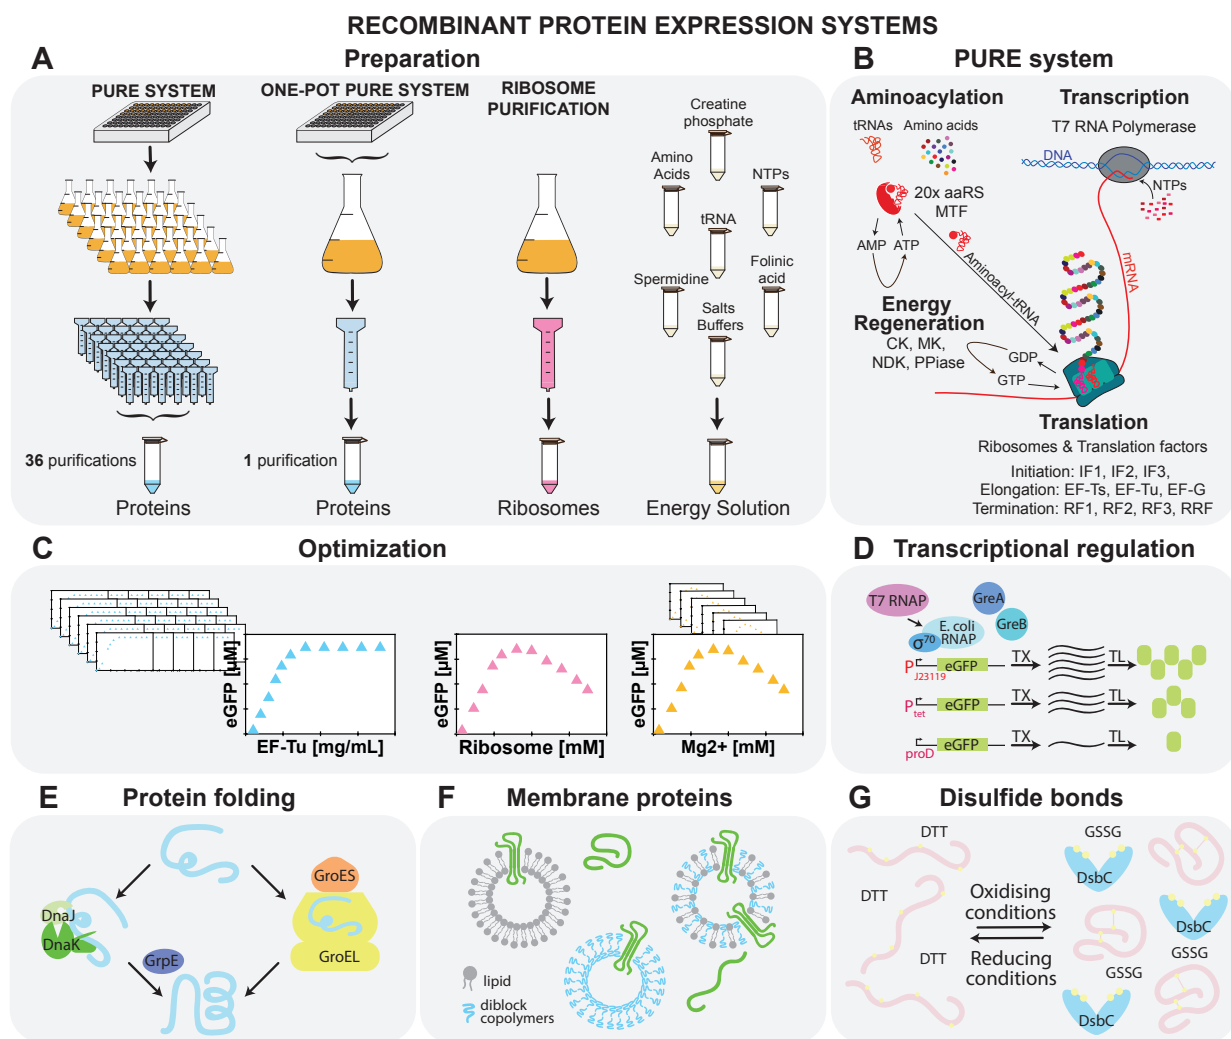 RECOMBINANT PROTEIN EXPRESSION SYSTEMS
A
Preparation
PURE SYSTEM
ONE-POT PURE SYSTEM
RIBOSOME
PURIFICATION
Creatine
phosphate
Amino
Acids
NTPs
tRNA
Spermidine
Folinic
acid
Salts
Buffers
36 purifications
1 purification
Proteins
Proteins
Ribosomes
Energy Solution
B
PURE system
Aminoacylation
Transcription
tRNAs
Amino acids
T7 RNA Polymerase
DNA
NTPs
20x aaRS
MTF
AMP
ATP
Aminoacyl-tRNA
mRNA
Energy
Regeneration
CK, MK,
NDK, PPiase
GDP
GTP
Translation
Ribosomes & Translation factors
Initiation: IF1, IF2, IF3,
Elongation: EF-Ts, EF-Tu, EF-G
Termination: RF1, RF2, RF3, RRF
C
Optimization
eGFP [µM]
EF-Tu [mg/mL]
eGFP [µM]
Ribosome [mM]
eGFP [µM]
Mg2+ [mM]
D
Transcriptional regulation
T7 RNAP
GreA
GreB
E. coli
RNAP
σ70
PJ23119
eGFP
TX
TL
Ptet
eGFP
TX
TL
proD
eGFP
TX
TL
E
Protein folding
GroES
DnaJ
DnaK
GrpE
GroEL
F
Membrane proteins
lipid
diblock
copolymers
G
Disulfide bonds
DTT
GSSG
DsbC
DTT
Oxidising
conditions
DsbC
Reducing
conditions
DTT
GSSG
GSSG
DsbC